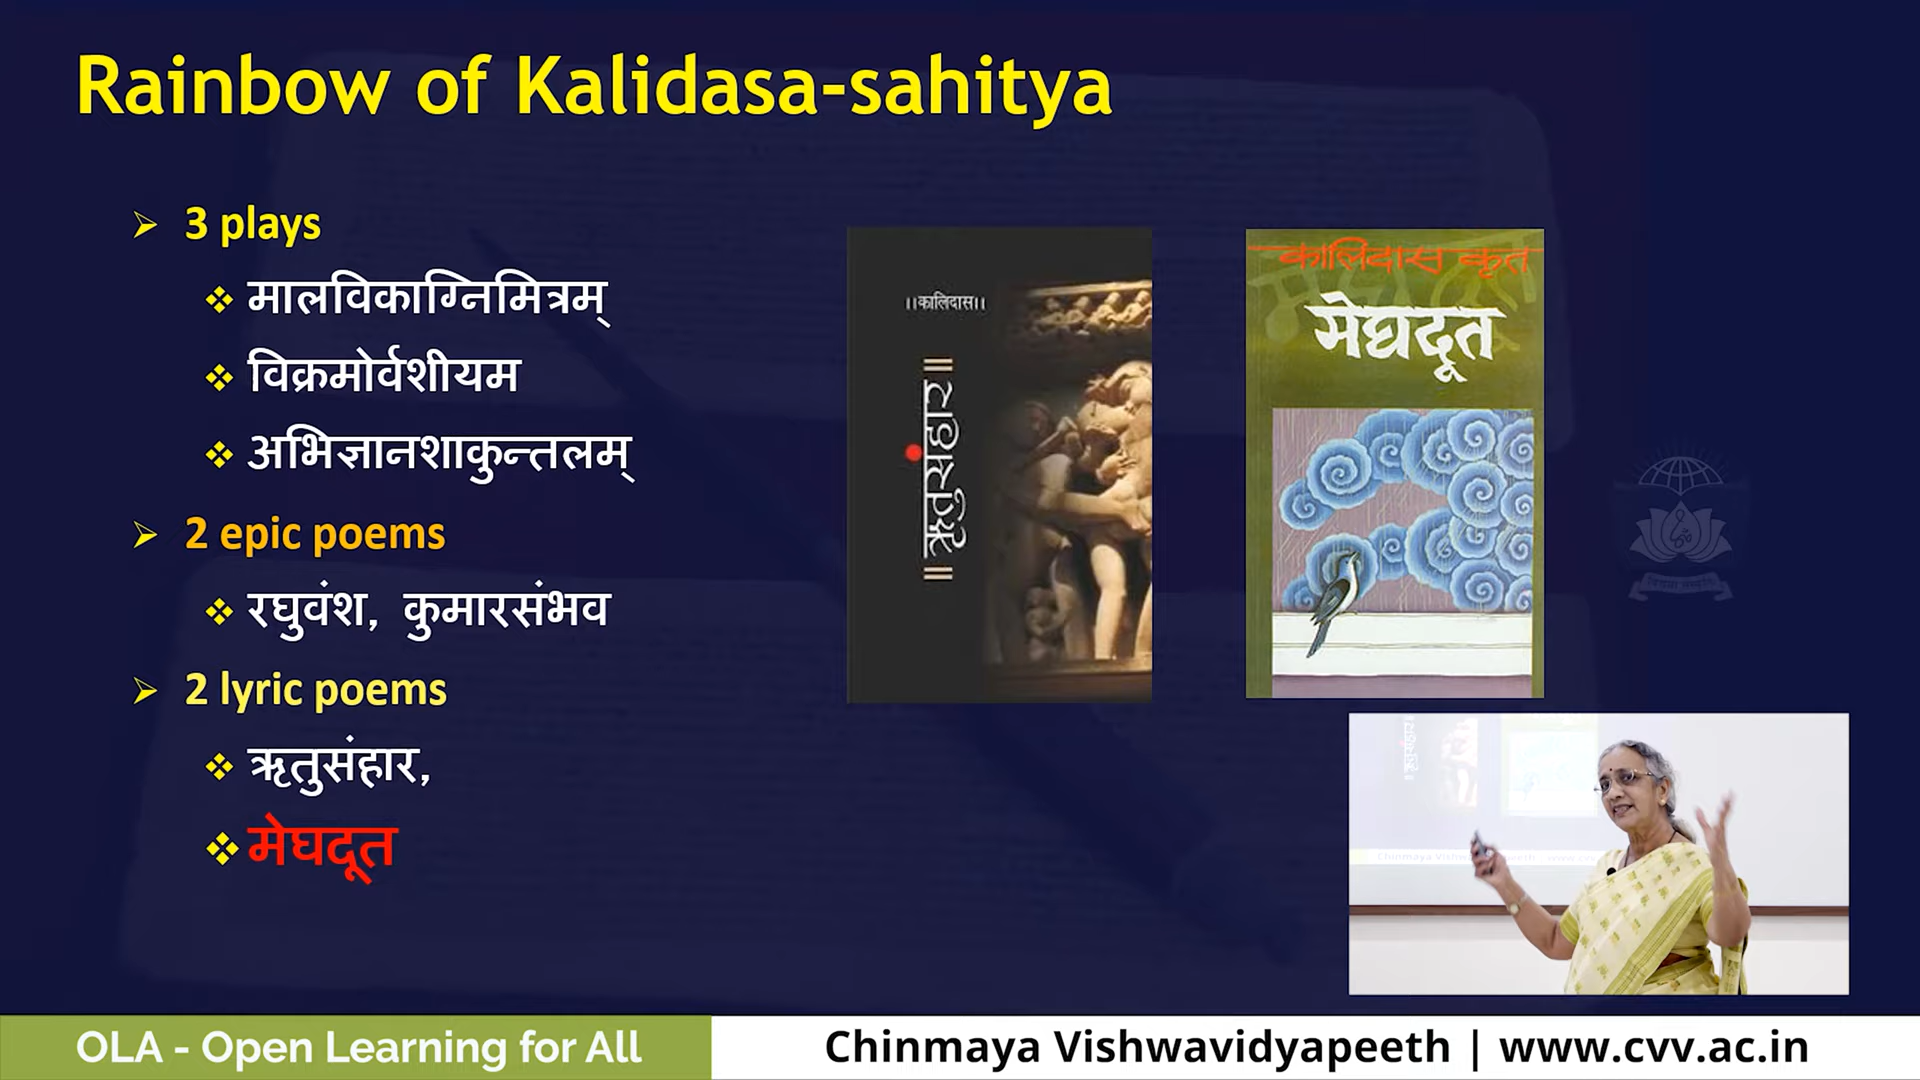 Rainbow of Kalidasa-sahitya
3 plays
मालविकाग्निमित्रम्
विक्रमोर्वशीयम
अभिज्ञानशाकुन्तलम्
2 epic poems
रघुवंश, कुमारसंभव
2 lyric poems
ऋतुसंहार,
मेघदूत
।।कालिदास।।
॥ ऋतुसंहार ॥
कालिदास कृत
मेघदूत
OLA - Open Learning for All
Chinmaya Vishwavidyapeeth | www.cvv.ac.in